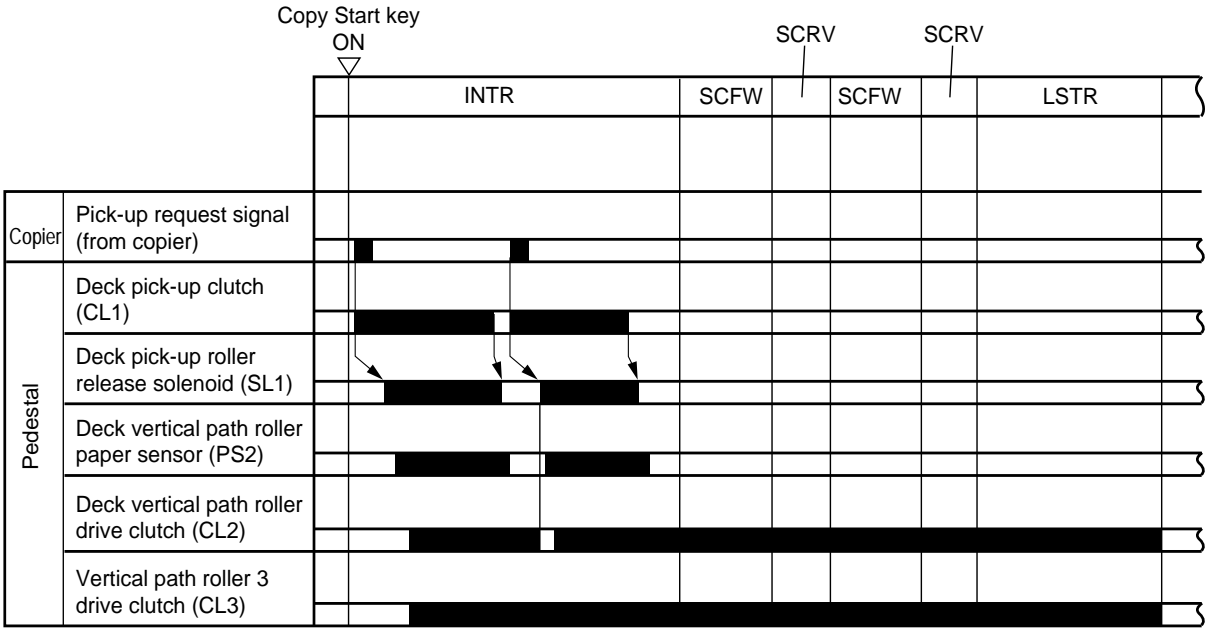 Copy Start key
ON
SCRV
SCRV
INTR
SCFW
SCFW
LSTR
Copier
Pick-up request signal
(from copier)
Pedestal
Deck pick-up clutch
(CL1)
Deck pick-up roller
release solenoid (SL1)
Deck vertical path roller
paper sensor (PS2)
Deck vertical path roller
drive clutch (CL2)
Vertical path roller 3
drive clutch (CL3)